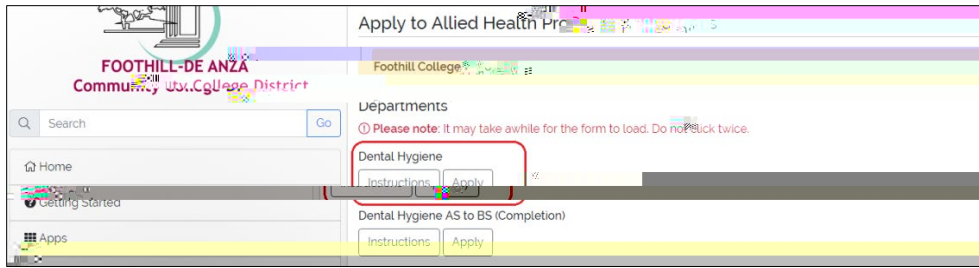 FOOTHILL-DE ANZA
College District
Search
Go
Home
Getting Started
Apps
Apply to Allied Health
Foothill College
Departments
Please note: It may take awhile for the form to load. Do not click twice.
Dental Hygiene
Instructions Apply
Dental Hygiene AS to BS (Completion)
Instructions Apply